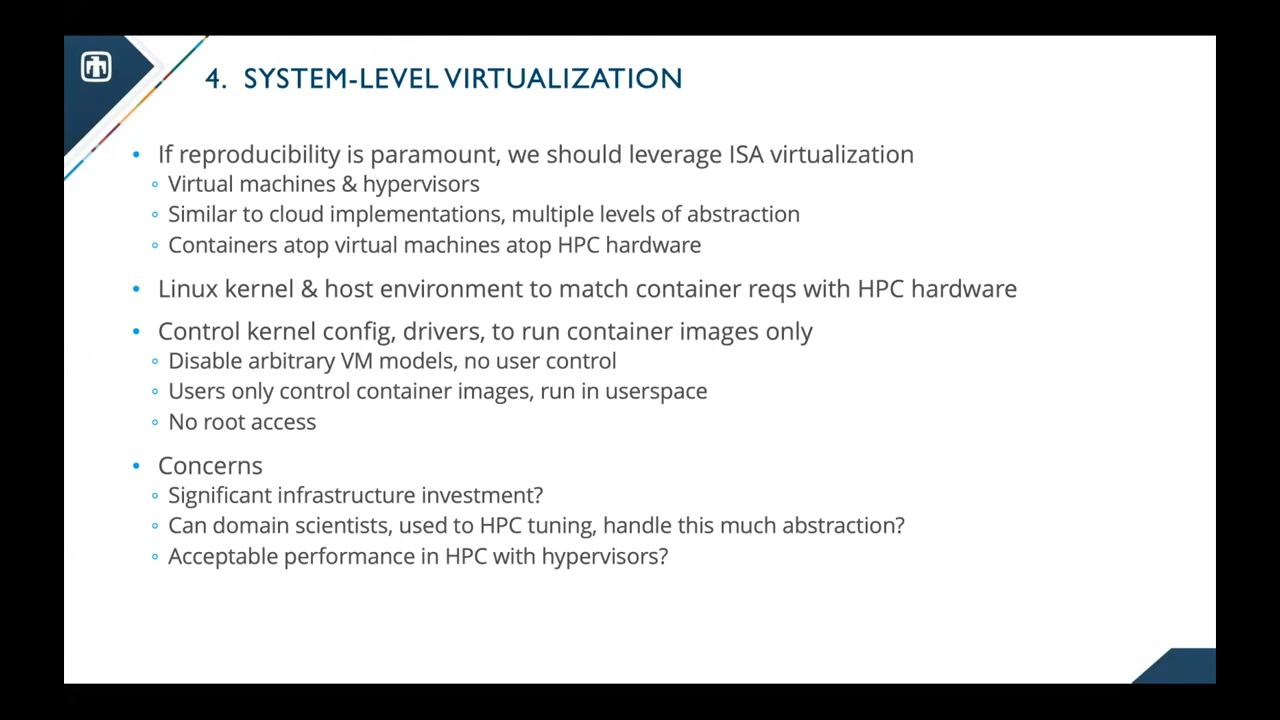 4. SYSTEM-LEVEL VIRTUALIZATION
• If reproducibility is paramount, we should leverage ISA virtualization
◦ Virtual machines & hypervisors
◦ Similar to cloud implementations, multiple levels of abstraction
◦ Containers atop virtual machines atop HPC hardware
• Linux kernel & host environment to match container reqs with HPC hardware
• Control kernel config, drivers, to run container images only
◦ Disable arbitrary VM models, no user control
◦ Users only control container images, run in userspace
◦ No root access
• Concerns
◦ Significant infrastructure investment?
◦ Can domain scientists, used to HPC tuning, handle this much abstraction?
◦ Acceptable performance in HPC with hypervisors?